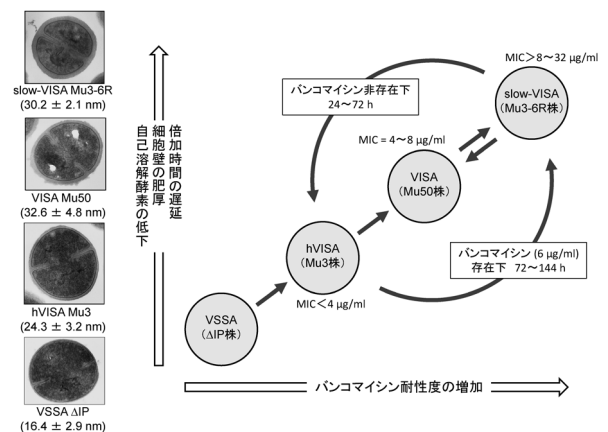 slow-VISA Mu3-6R
(30.2 ± 2.1 nm)
VISA Mu50
(32.6 ± 4.8 nm)
hVISA Mu3
(24.3 ± 3.2 nm)
VSSA ΔIP
(16.4 ± 2.9 nm)
倍加時間の遅延
細胞壁の肥厚
自己溶解酵素の低下
MIC＞8～32 μg/ml
バンコマイシン非存在下
24～72 h
slow-VISA
(Mu3-6R株)
MIC = 4～8 μg/ml
VISA
(Mu50株)
hVISA
(Mu3株)
MIC＜4 μg/ml
バンコマイシン (6 μg/ml)
存在下 72～144 h
VSSA
(ΔIP株)
バンコマイシン耐性度の増加